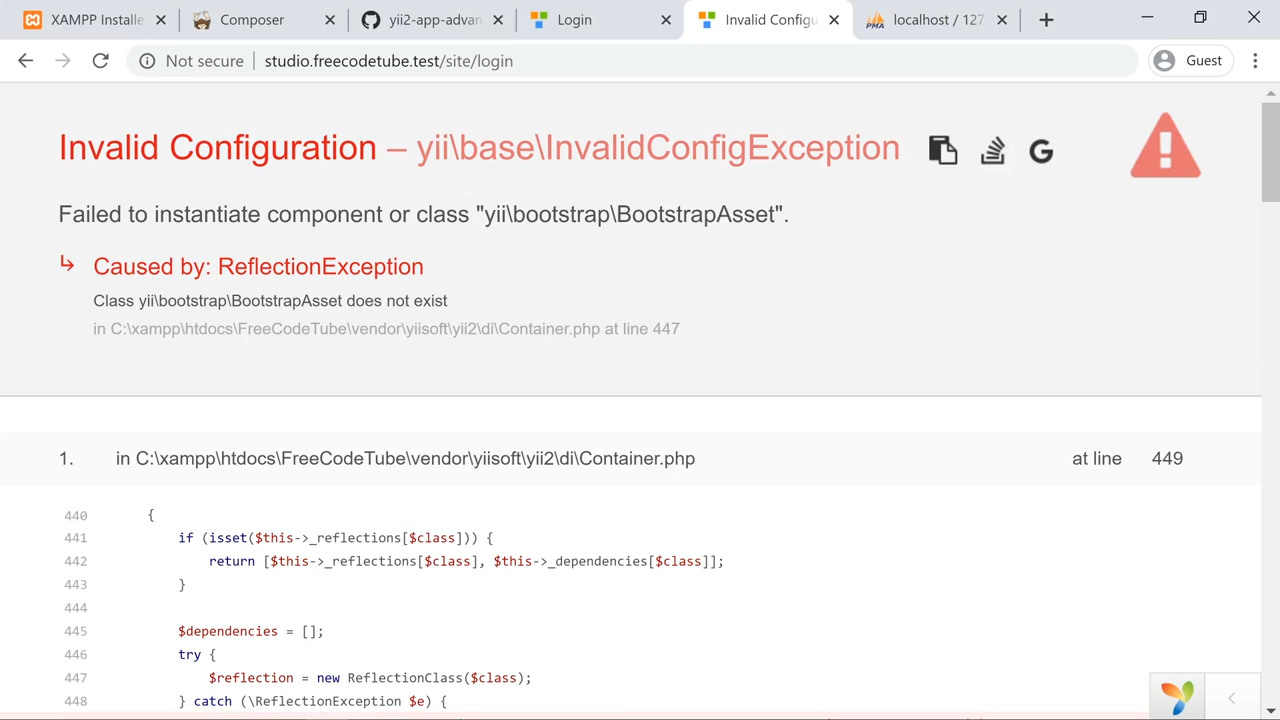 XAMPP Installe
Composer
yii2-app-advan
Login
Invalid Configu
PMA
localhost / 127
Not secure
studio.freecodetube.test/site/login
Guest
Invalid Configuration – yii\base\InvalidConfigException
Failed to instantiate component or class "yii\bootstrap\BootstrapAsset".
↳ Caused by: ReflectionException
Class yii\bootstrap\BootstrapAsset does not exist
in C:\xampp\htdocs\FreeCodeTube\vendor\yiisoft\yii2\di\Container.php at line 447
1. in C:\xampp\htdocs\FreeCodeTube\vendor\yiisoft\yii2\di\Container.php at line 449
440 {
441 if (isset($this->_reflections[$class])) {
442 return [$this->_reflections[$class], $this->_dependencies[$class]];
443 }
444
445 $dependencies = [];
446 try {
447 $reflection = new ReflectionClass($class);
448 } catch (\ReflectionException $e) {